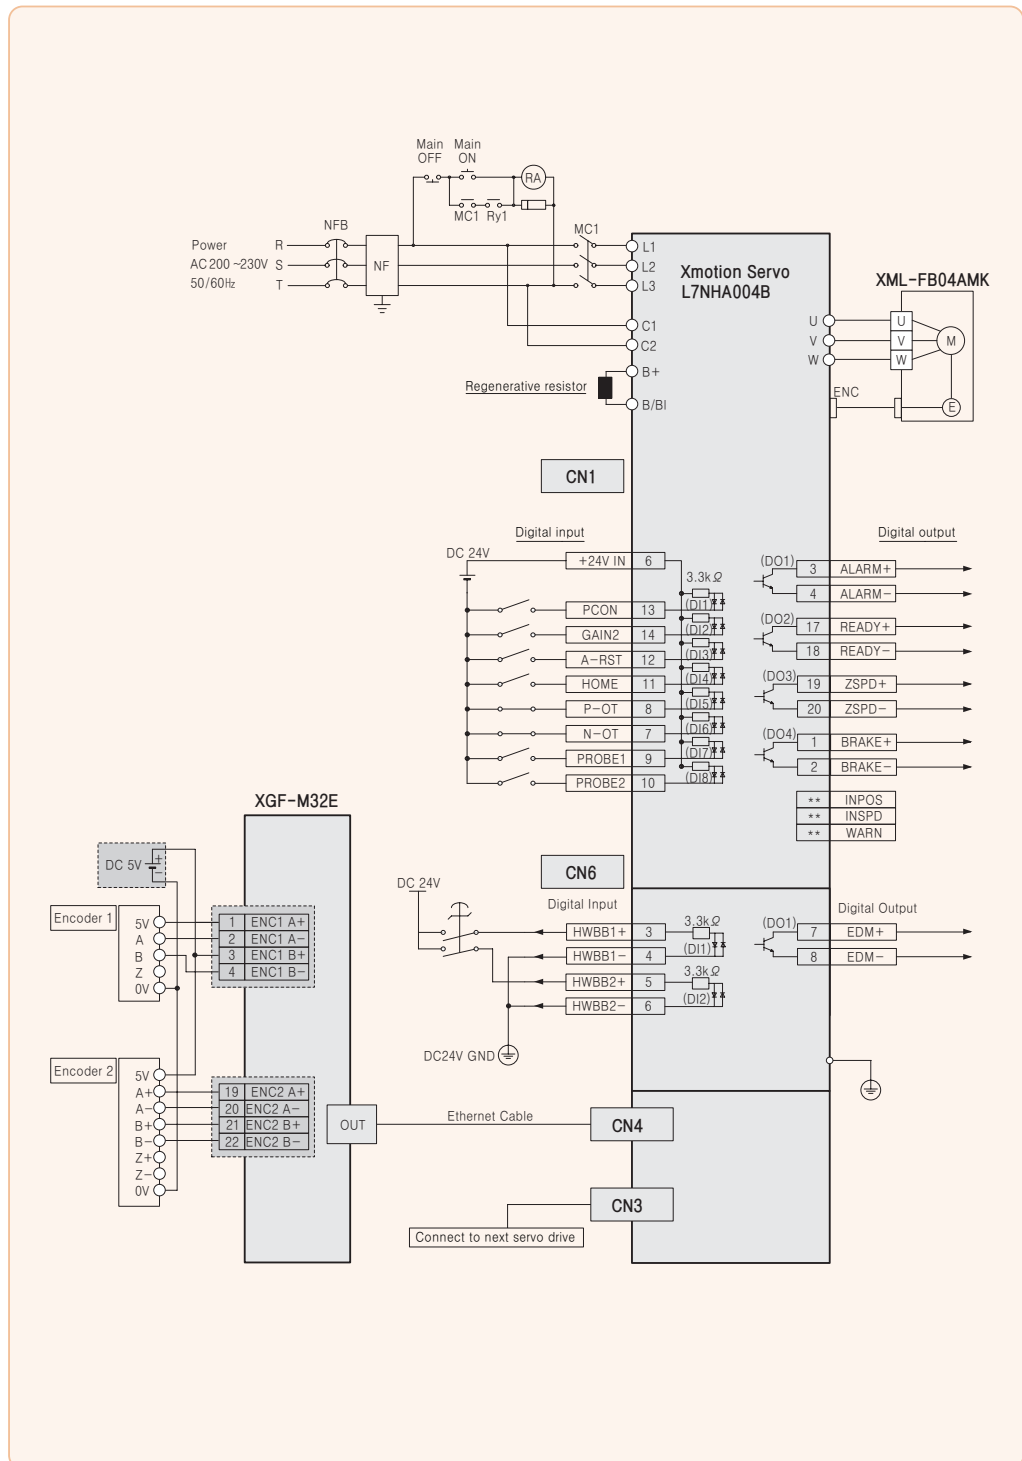 Main OFF
Main ON
RA
MC1 Ry1
NFB
MC1
Power
AC 200 ~230V
50/60Hz
R
S
T
NF
L1
L2
L3
C1
C2
B+
B/BI
Regenerative resistor
Xmotion Servo
L7NHA004B
XML-FB04AMK
U
V
W
U
V
W
M
ENC
E
CN1
Digital input
DC 24V
+24V IN 6
PCON 13
GAIN2 14
A-RST 12
HOME 11
P-OT 8
N-OT 7
PROBE1 9
PROBE2 10
3.3kΩ
(DI1)
(DI2)
(DI3)
(DI4)
(DI5)
(DI6)
(DI7)
(DI8)
Digital output
(DO1)
3 ALARM+
4 ALARM-
(DO2)
17 READY+
18 READY-
(DO3)
19 ZSPD+
20 ZSPD-
(DO4)
1 BRAKE+
2 BRAKE-
** INPOS
** INSPD
** WARN
XGF-M32E
DC 5V
+
-
Encoder 1
5V
A
B
Z
0V
1 ENC1 A+
2 ENC1 A-
3 ENC1 B+
4 ENC1 B-
Encoder 2
5V
A+
A-
B+
B-
Z+
Z-
0V
19 ENC2 A+
20 ENC2 A-
21 ENC2 B+
22 ENC2 B-
OUT
Ethernet Cable
CN6
DC 24V
Digital Input
HWBB1+ 3
HWBB1- 4
HWBB2+ 5
HWBB2- 6
3.3kΩ
(DI1)
3.3kΩ
(DI2)
DC24V GND
Digital Output
(DO1)
7 EDM+
8 EDM-
CN4
CN3
Connect to next servo drive